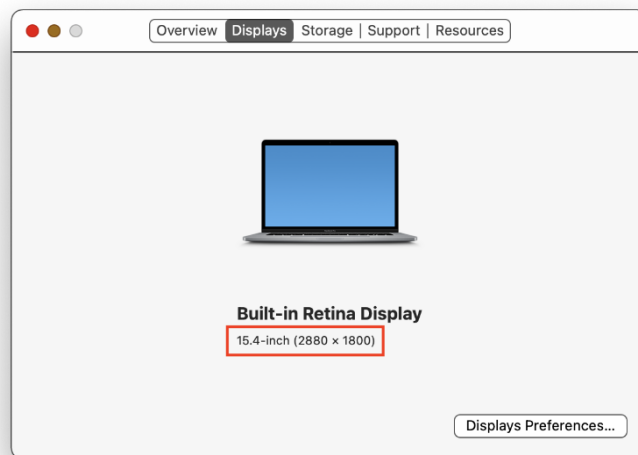 Overview Displays Storage | Support | Resources
Built-in Retina Display
15.4-inch (2880 × 1800)
Displays Preferences...